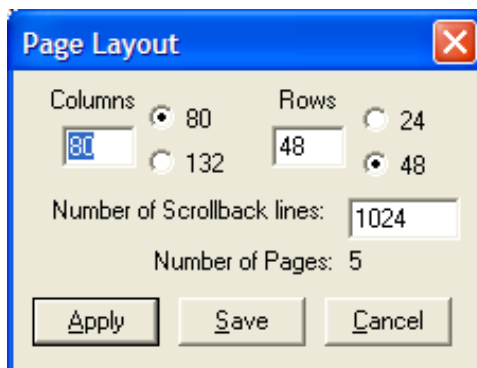 Page Layout
Columns Rows
80 24
80 48
132 48
Number of Scrollback lines: 1024
Number of Pages: 5
Apply Save Cancel